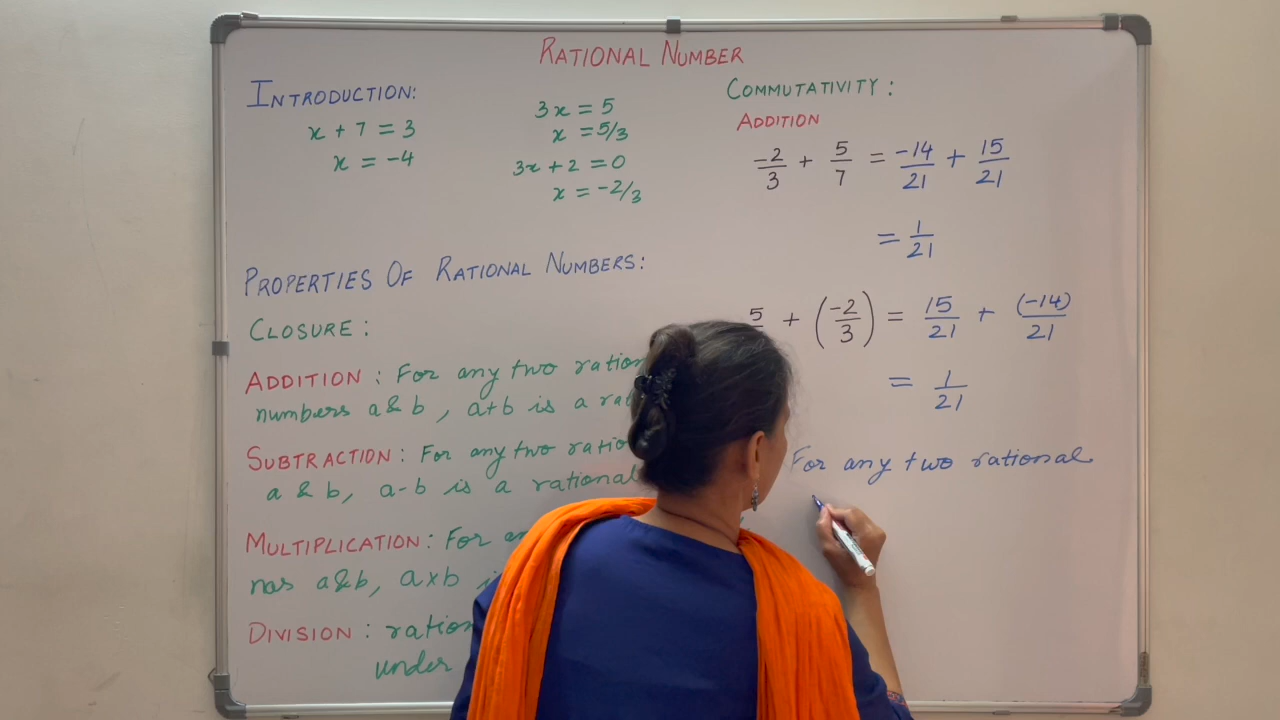 RATIONAL NUMBER
INTRODUCTION:
x + 7 = 3
x = -4
3x = 5
x = 5/3
3x + 2 = 0
x = -2/3
PROPERTIES OF RATIONAL NUMBERS:
CLOSURE:
ADDITION: For any two
numbers a & b, a+b is a
SUBTRACTION: For any two
a & b, a-b is a rational
MULTIPLICATION: For
nos a&b, axb
DIVISION:
under
COMMUTATIVITY:
ADDITION
-2/3 + 5/7 = -14/21 + 15/21
= 1/21
5 + (-2/3) = 15/21 + (-14)/21
= 1/21
For any two rational